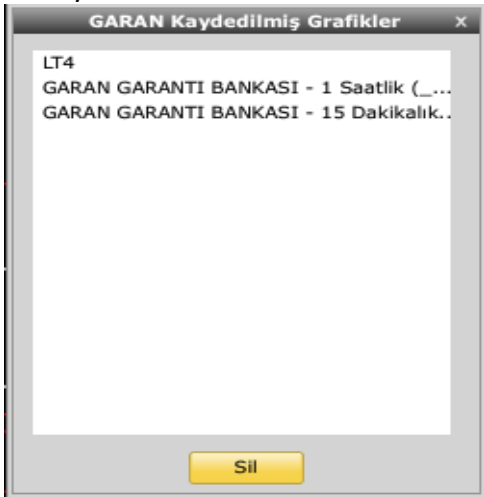 GARAN Kaydedilmiş Grafikler x
LT4
GARAN GARANTI BANKASI - 1 Saatlik (_...
GARAN GARANTI BANKASI - 15 Dakikalık..
Sil